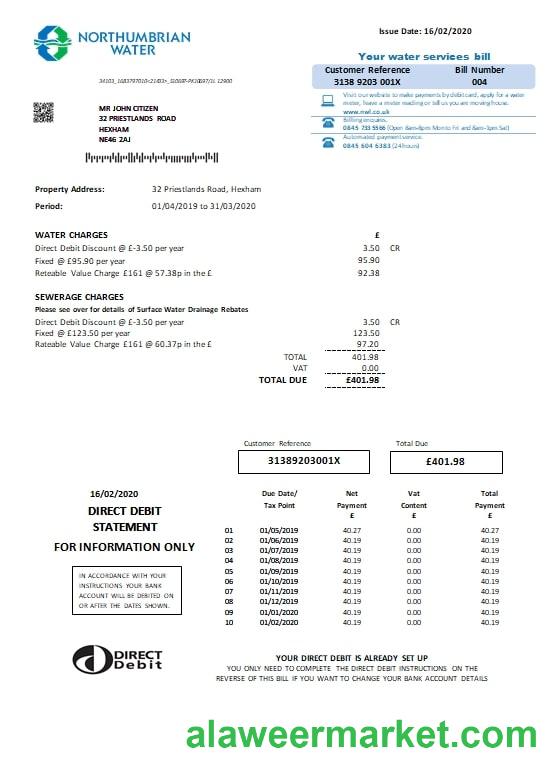 NORTHUMBRIAN
WATER
Issue Date: 16/02/2020
Your water services bill
Customer Reference Bill Number
3138 9203 001X 004
Visit our website to make payments by debit card, apply for a water
meter, leave a meter reading or tell us you are moving house.
www.nwl.co.uk
Billing enquires.
0845 733 5566 (Open 8am-8pm Mon to Fri and 8am-1pm Sat)
Automated payment service.
0845 604 6383 (24 hours)
MR JOHN CITIZEN
32 PRIESTLANDS ROAD
HEXHAM
NE46 2AJ
Property Address: 32 Priestlands Road, Hexham
Period: 01/04/2019 to 31/03/2020
WATER CHARGES £
Direct Debit Discount @ £-3.50 per year 3.50 CR
Fixed @ £95.90 per year 95.90
Reteable Value Charge £161 @ 57.38p in the £ 92.38
SEWERAGE CHARGES
Please see over for details of Surface Water Drainage Rebates
Direct Debit Discount @ £-3.50 per year 3.50 CR
Fixed @ £123.50 per year 123.50
Rateable Value Charge £161 @ 60.37p in the £ 97.20
TOTAL 401.98
VAT 0.00
TOTAL DUE £401.98
Customer Reference Total Due
31389203001X £401.98
16/02/2020
DIRECT DEBIT
STATEMENT
FOR INFORMATION ONLY
IN ACCORDANCE WITH YOUR
INSTRUCTIONS YOUR BANK
ACCOUNT WILL BE DEBITED ON
OR AFTER THE DATES SHOWN.
Due Date/ Net Vat Total
Tax Point Payment Content Payment
£ £ £
01 01/05/2019 40.27 0.00 40.27
02 01/06/2019 40.19 0.00 40.19
03 01/07/2019 40.19 0.00 40.19
04 01/08/2019 40.19 0.00 40.19
05 01/09/2019 40.19 0.00 40.19
06 01/10/2019 40.19 0.00 40.19
07 01/11/2019 40.19 0.00 40.19
08 01/12/2019 40.19 0.00 40.19
09 01/01/2020 40.19 0.00 40.19
10 01/02/2020 40.19 0.00 40.19
DIRECT
Debit
YOUR DIRECT DEBIT IS ALREADY SET UP
YOU ONLY NEED TO COMPLETE THE DIRECT DEBIT INSTRUCTIONS ON THE
REVERSE OF THIS BILL IF YOU WANT TO CHANGE YOUR BANK ACCOUNT DETAILS
alaweermarket.com